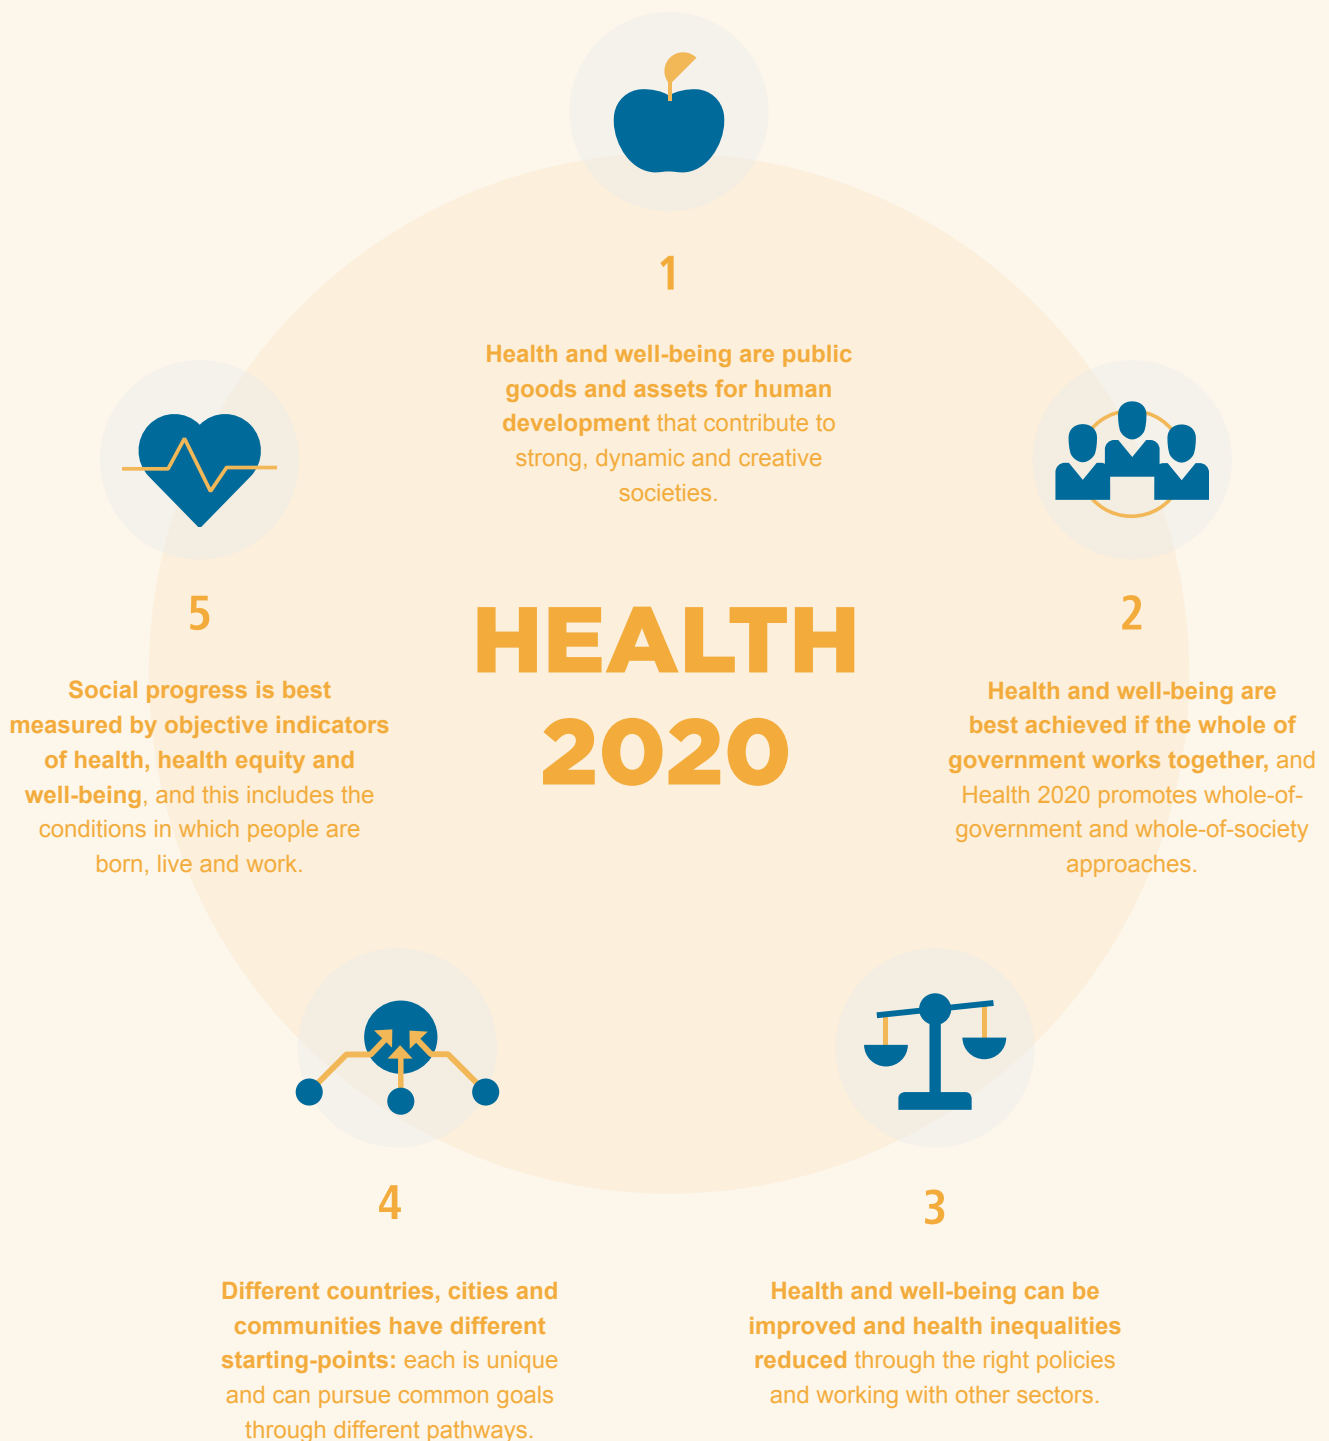 1
Health and well-being are public
goods and assets for human
development that contribute to
strong, dynamic and creative
societies.
HEALTH
2020
2
Health and well-being are
best achieved if the whole of
government works together, and
Health 2020 promotes whole-of-
government and whole-of-society
approaches.
3
Health and well-being can be
improved and health inequalities
reduced through the right policies
and working with other sectors.
4
Different countries, cities and
communities have different
starting-points: each is unique
and can pursue common goals
through different pathways.
5
Social progress is best
measured by objective indicators
of health, health equity and
well-being, and this includes the
conditions in which people are
born, live and work.